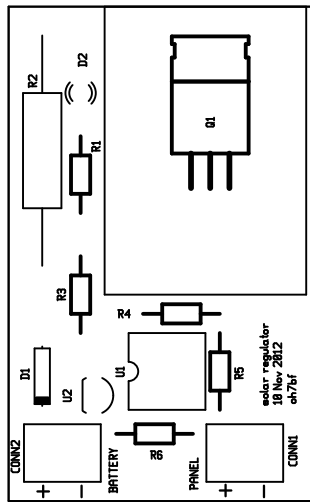 D2
R2
Q1
R1
R3
R4
D1
U2
U1
R5
solar regulator
10 Nov 2012
oh7bf
R6
CONN2
BATTERY
+
-
PANEL
CONN1
+
-